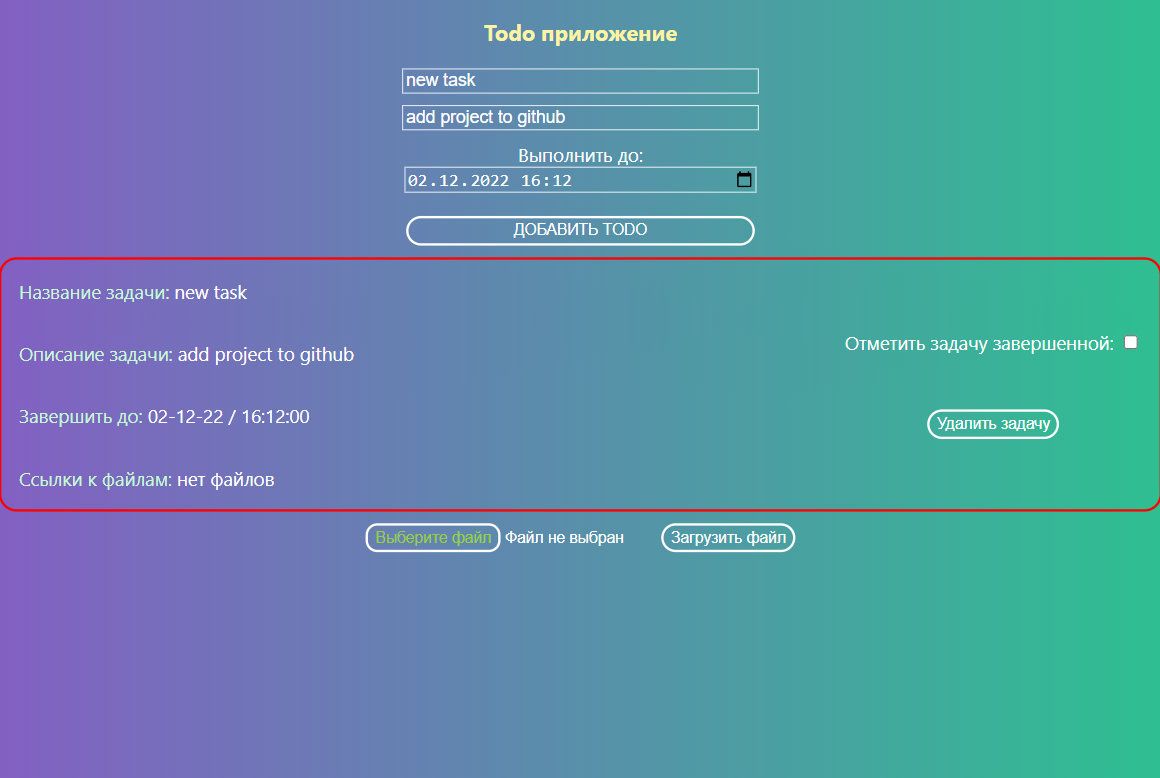 Todo приложение
new task
add project to github
Выполнить до:
02.12.2022 16:12
ДОБАВИТЬ TODO
Название задачи: new task
Описание задачи: add project to github
Отметить задачу завершенной:
Завершить до: 02-12-22 / 16:12:00
Удалить задачу
Ссылки к файлам: нет файлов
Выберите файл Файл не выбран Загрузить файл